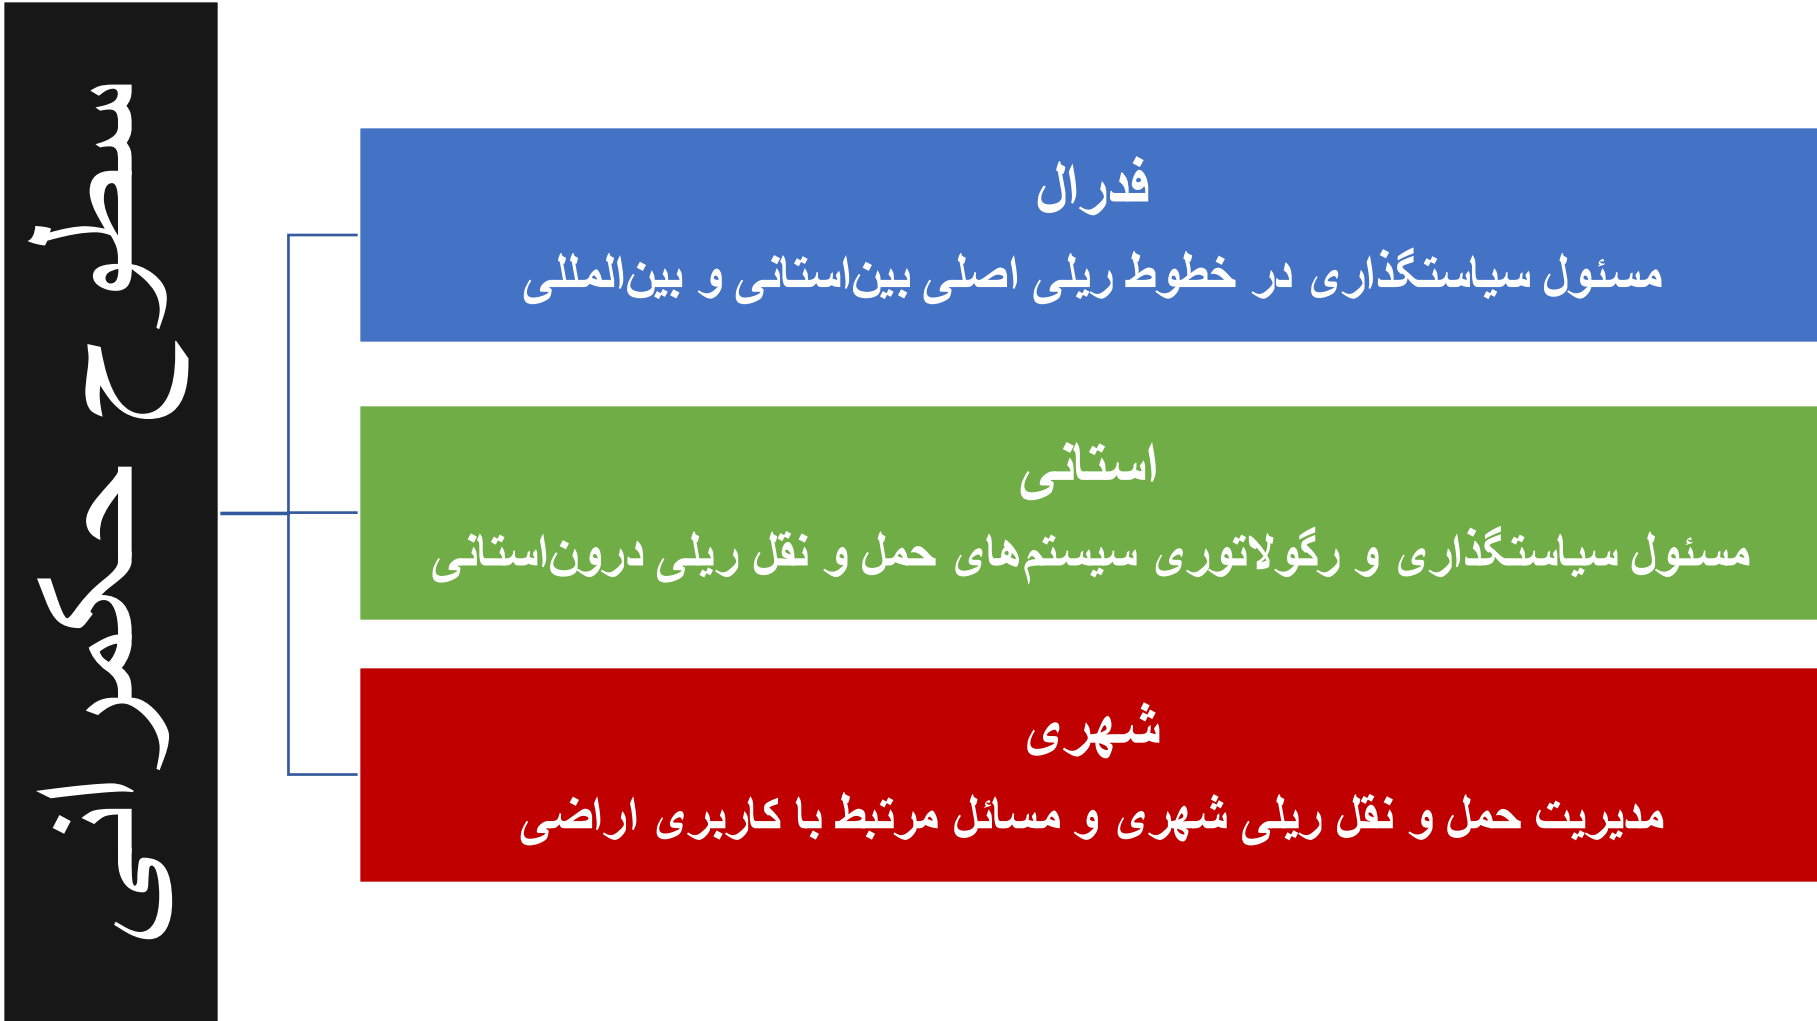 سطوح حکمرانی
فدرال
مسئول سیاستگذاری در خطوط ریلی اصلی بین‌استانی و بین‌المللی
استانی
مسئول سیاستگذاری و رگولاتوری سیستم‌های حمل و نقل ریلی درون‌استانی
شهری
مدیریت حمل و نقل ریلی شهری و مسائل مرتبط با کاربری اراضی